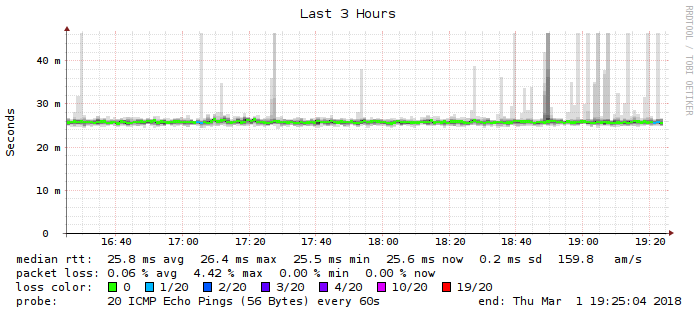 Last 3 Hours
RRDTOOL / TOBI OETIKER
Seconds
40 m
30 m
20 m
10 m
0
16:40 17:00 17:20 17:40 18:00 18:20 18:40 19:00 19:20
median rtt: 25.8 ms avg 26.4 ms max 25.5 ms min 25.6 ms now 0.2 ms sd 159.8 am/s
packet loss: 0.06 % avg 4.42 % max 0.00 % min 0.00 % now
loss color: 0 1/20 2/20 3/20 4/20 10/20 19/20
probe: 20 ICMP Echo Pings (56 Bytes) every 60s end: Thu Mar 1 19:25:04 2018